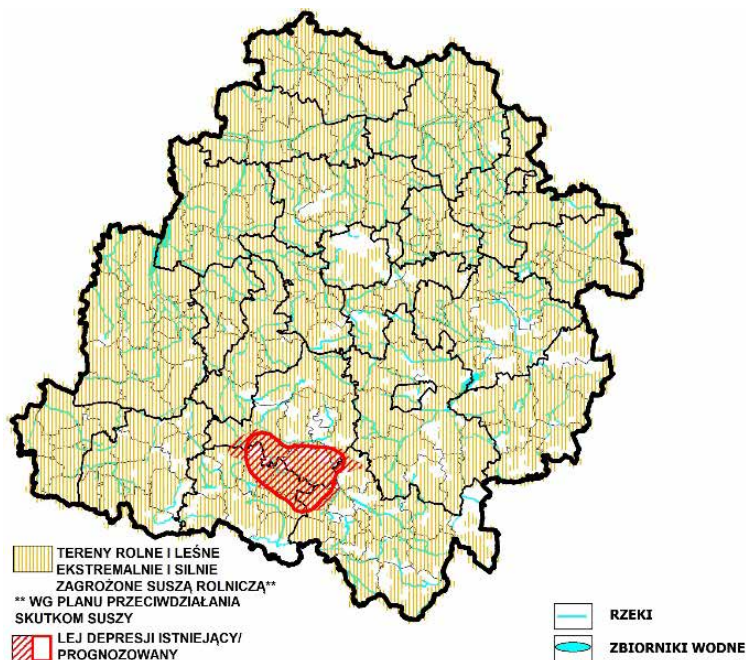 TERENY ROLNE I LEŚNE
EKSTREMALNIE I SILNIE
ZAGROŻONE SUSZĄ ROLNICZĄ**
** WG PLANU PRZECIWDZIAŁANIA
SKUTKOM SUSZY
LEJ DEPRESJI ISTNIEJĄCY/
PROGNOZOWANY
RZEKI
ZBIORNIKI WODNE